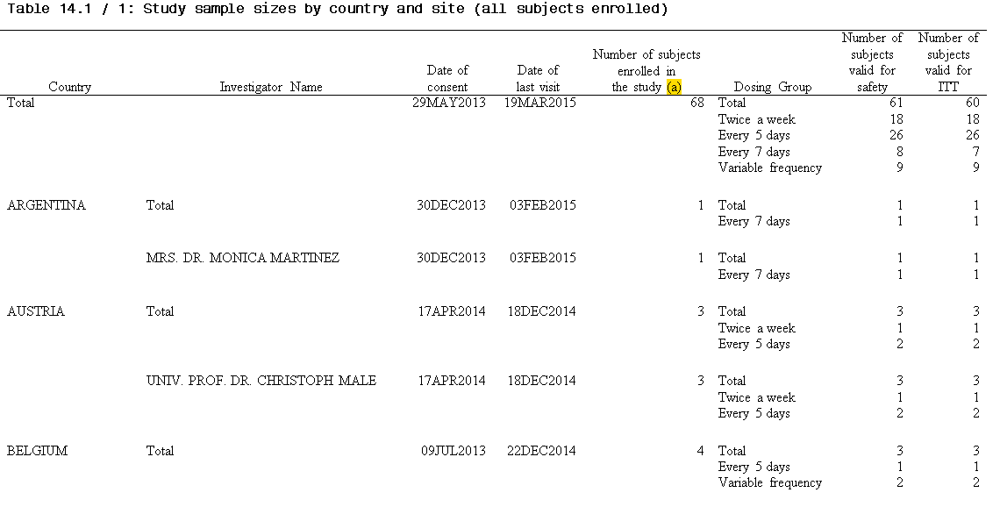 Table 14.1 / 1: Study sample sizes by country and site (all subjects enrolled)
Number of Number of
Number of subjects subjects subjects
Date of Date of enrolled in valid for valid for
Country Investigator Name consent last visit the study (a) Dosing Group safety ITT
Total 29MAY2013 19MAR2015 68 Total 61 60
Twice a week 18 18
Every 5 days 26 26
Every 7 days 8 7
Variable frequency 9 9
ARGENTINA Total 30DEC2013 03FEB2015 1 Total 1 1
Every 7 days 1 1
MRS. DR. MONICA MARTINEZ 30DEC2013 03FEB2015 1 Total 1 1
Every 7 days 1 1
AUSTRIA Total 17APR2014 18DEC2014 3 Total 3 3
Twice a week 1 1
Every 5 days 2 2
UNIV. PROF. DR. CHRISTOPH MALE 17APR2014 18DEC2014 3 Total 3 3
Twice a week 1 1
Every 5 days 2 2
BELGIUM Total 09JUL2013 22DEC2014 4 Total 3 3
Every 5 days 1 1
Variable frequency 2 2